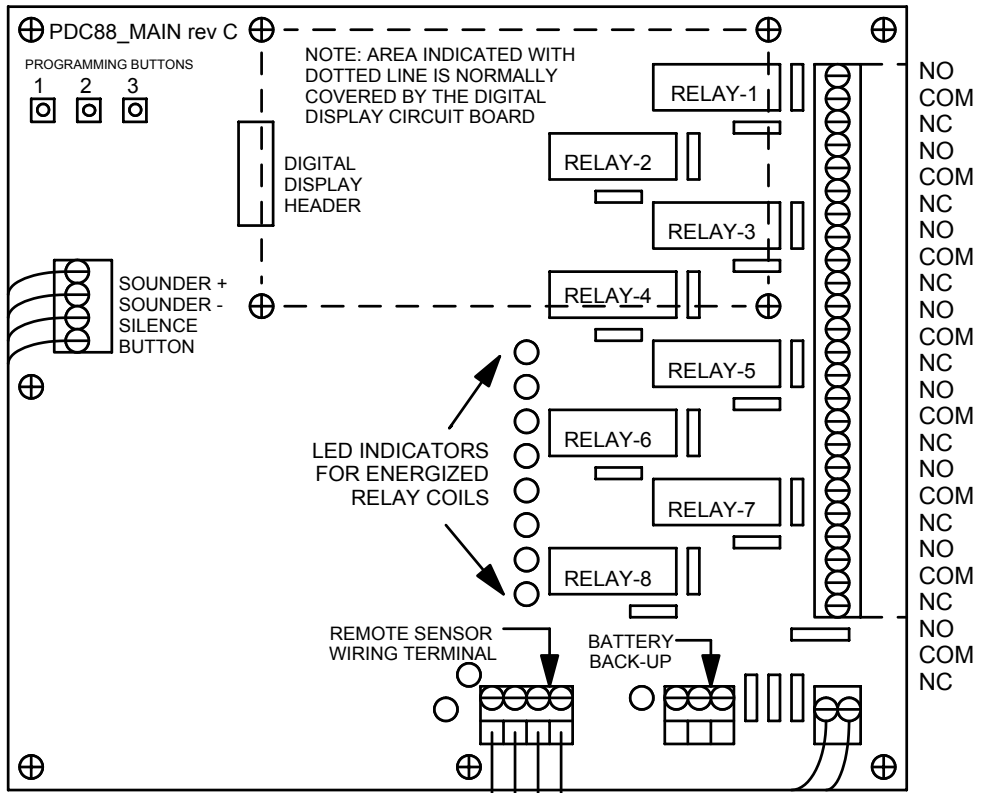 PDC88_MAIN rev C
PROGRAMMING BUTTONS
1 2 3
NOTE: AREA INDICATED WITH
DOTTED LINE IS NORMALLY
COVERED BY THE DIGITAL
DISPLAY CIRCUIT BOARD
DIGITAL
DISPLAY
HEADER
SOUNDER +
SOUNDER -
SILENCE
BUTTON
RELAY-1
RELAY-2
RELAY-3
RELAY-4
RELAY-5
RELAY-6
RELAY-7
RELAY-8
LED INDICATORS
FOR ENERGIZED
RELAY COILS
REMOTE SENSOR
WIRING TERMINAL
BATTERY
BACK-UP
NO
COM
NC
NO
COM
NC
NO
COM
NC
NO
COM
NC
NO
COM
NC
NO
COM
NC
NO
COM
NC
NO
COM
NC